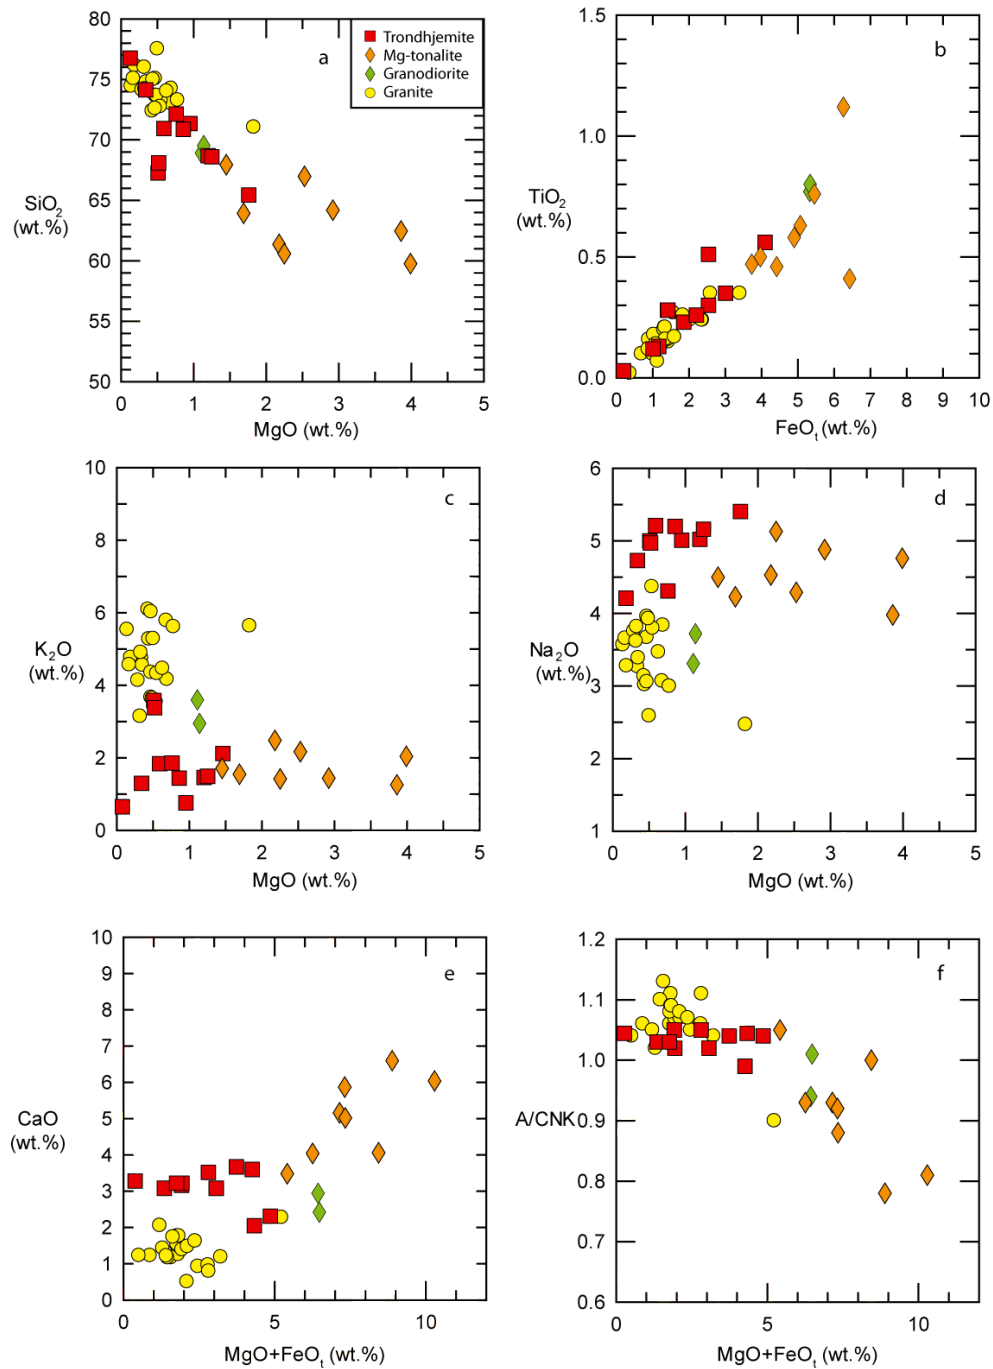 80
75
70
65
60
55
50
SiO2
(wt.%)
a
Trondhjemite
Mg-tonalite
Granodiorite
Granite
0 1 2 3 4 5
MgO (wt.%)
1.5
1.0
0.5
0.0
TiO2
(wt.%)
b
0 1 2 3 4 5 6 7 8 9 10
FeOt (wt.%)
10
8
6
4
2
0
K2O
(wt.%)
c
0 1 2 3 4 5
MgO (wt.%)
6
5
4
3
2
1
Na2O
(wt.%)
d
0 1 2 3 4 5
MgO (wt.%)
10
9
8
7
6
5
4
3
2
1
0
CaO
(wt.%)
e
0 5 10
MgO+FeOt (wt.%)
1.2
1.0
0.9
0.8
0.7
0.6
A/CNK
f
0 5 10
MgO+FeOt (wt.%)